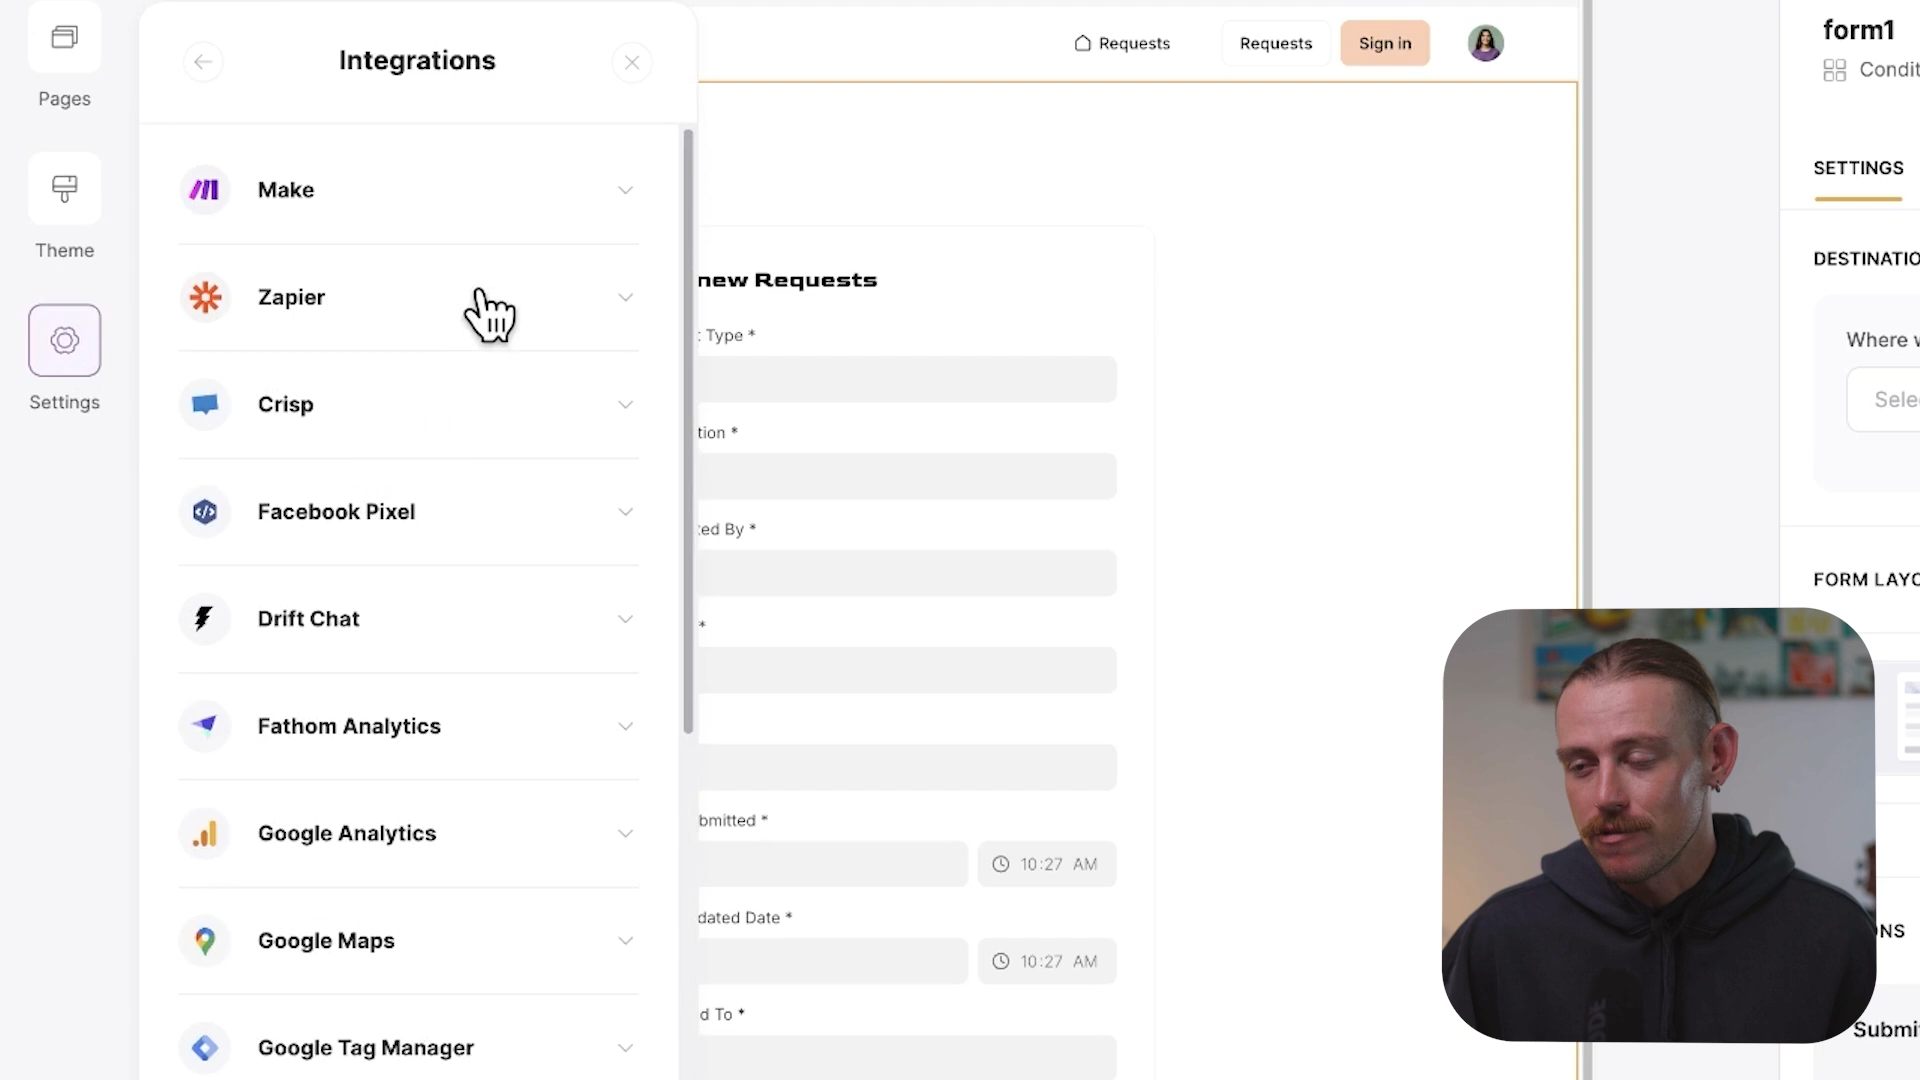 Pages
Theme
Settings
Integrations
Make
Zapier
Crisp
Facebook Pixel
Drift Chat
Fathom Analytics
Google Analytics
Google Maps
Google Tag Manager
Requests
Requests
Sign in
new Requests
Type *
tion *
ed By *
*
bmitted *
10:27 AM
dated Date *
10:27 AM
d To *
form1
Condit
SETTINGS
DESTINATIO
Where w
Selec
FORM LAYO
NS
Submit